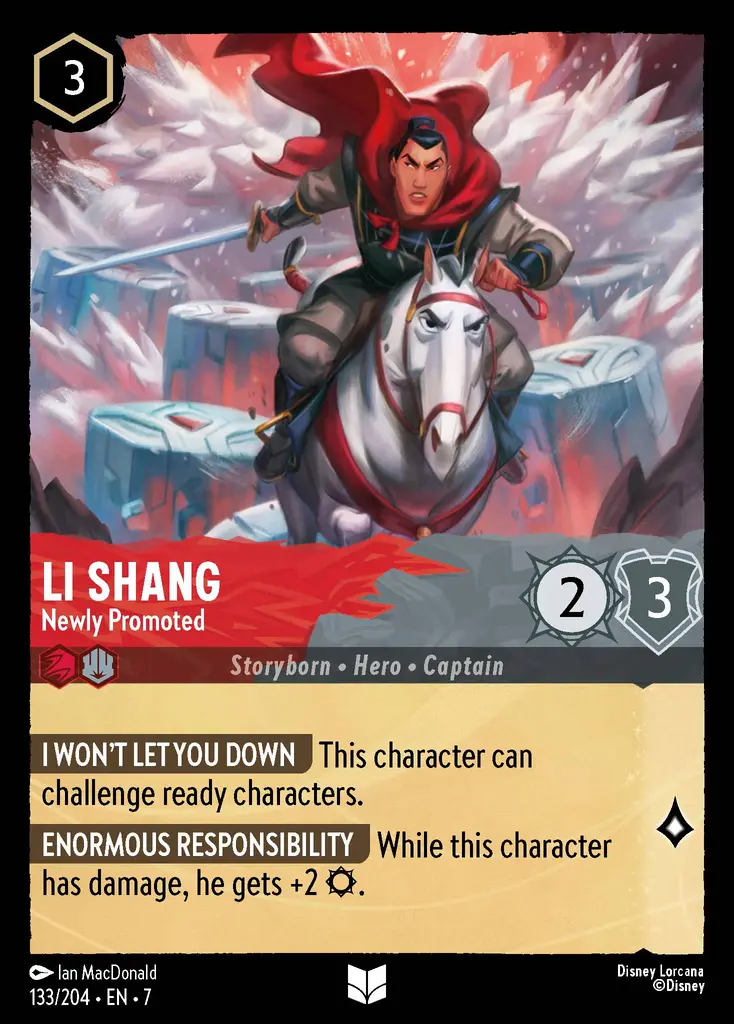 3
LI SHANG
Newly Promoted
2
3
Storyborn • Hero • Captain
I WON'T LET YOU DOWN This character can
challenge ready characters.
ENORMOUS RESPONSIBILITY While this character
has damage, he gets +2 .
Ian MacDonald
133/204 • EN • 7
Disney Lorcana
©Disney